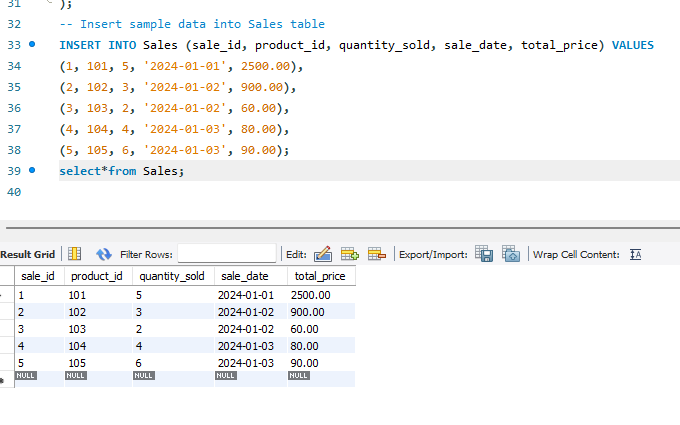 31 );
32 -- Insert sample data into Sales table
33 INSERT INTO Sales (sale_id, product_id, quantity_sold, sale_date, total_price) VALUES
34 (1, 101, 5, '2024-01-01', 2500.00),
35 (2, 102, 3, '2024-01-02', 900.00),
36 (3, 103, 2, '2024-01-02', 60.00),
37 (4, 104, 4, '2024-01-03', 80.00),
38 (5, 105, 6, '2024-01-03', 90.00);
39 select*from Sales;
40
Result Grid Filter Rows: Edit: Export/Import: Wrap Cell Content: IA
sale_id product_id quantity_sold sale_date total_price
1 101 5 2024-01-01 2500.00
2 102 3 2024-01-02 900.00
3 103 2 2024-01-02 60.00
4 104 4 2024-01-03 80.00
5 105 6 2024-01-03 90.00
NULL NULL NULL NULL NULL